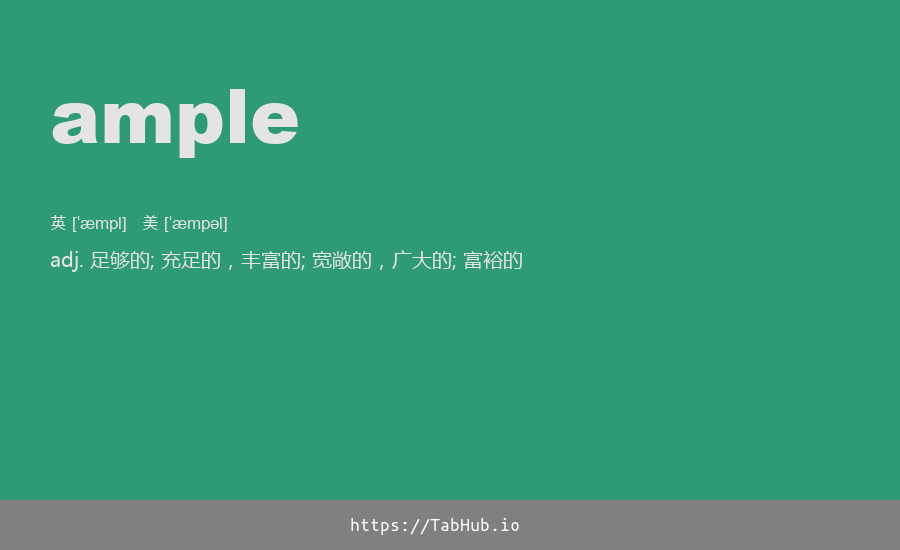 ample
英 [ˈæmpl] 美 [ˈæmpəl]
adj. 足够的; 充足的，丰富的; 宽敞的，广大的; 富裕的
https://TabHub.io